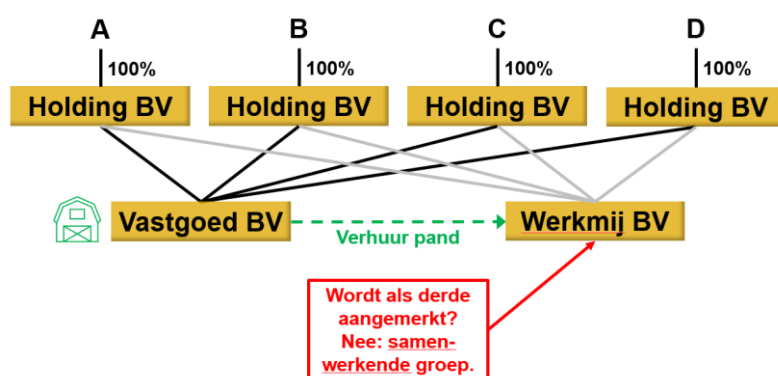 A B C D
100% 100% 100% 100%
Holding BV Holding BV Holding BV Holding BV
Vastgoed BV Werkmij BV
Verhuur pand
Wordt als derde
aangemerkt?
Nee: samen-
werkende groep.